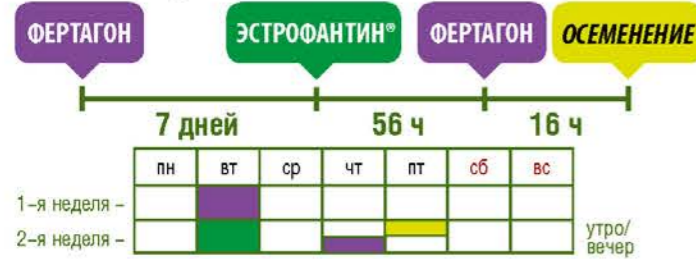 ФЕРТАГОН ЭСТРОФАНТИН® ФЕРТАГОН ОСЕМЕНЕНИЕ
7 дней 56 ч 16 ч
пн вт ср чт пт сб вс
1-я неделя –
2-я неделя – утро/
вечер